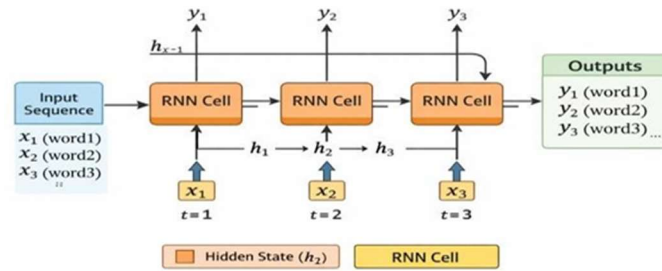 y₁ y₂ y₃
hₓ₋₁
Input
Sequence
x₁ (word1)
x₂ (word2)
x₃ (word3)
"
RNN Cell RNN Cell RNN Cell
Outputs
y₁ (word1)
y₂ (word2)
y₃ (word3) ...
h₁ → h₂ → h₃
x₁ x₂ x₃
t=1 t=2 t=3
Hidden State (h₂) RNN Cell